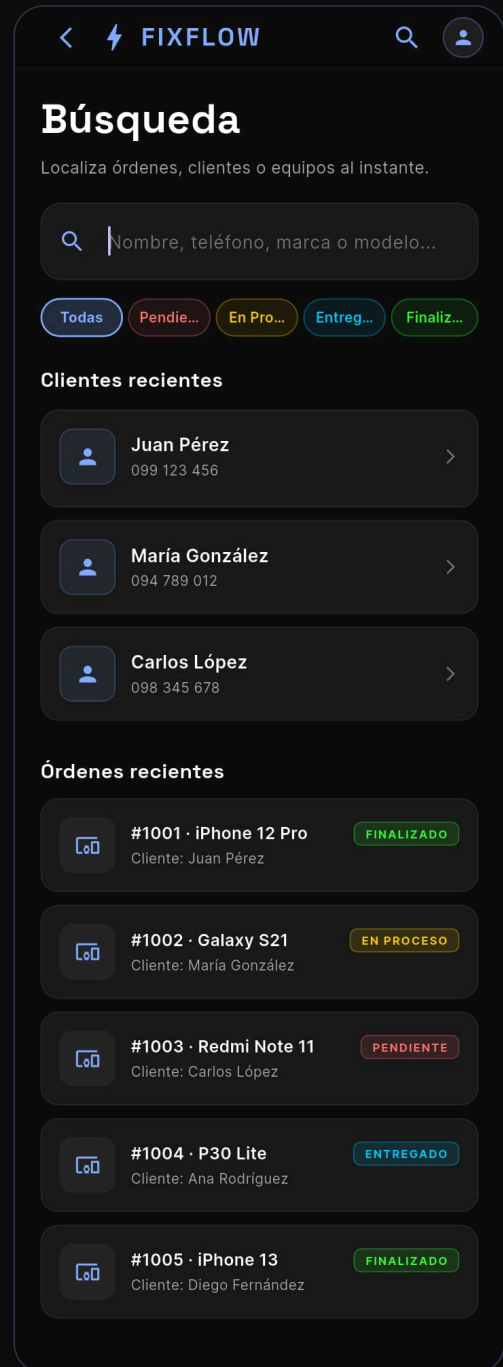 FIXFLOW
Búsqueda
Localiza órdenes, clientes o equipos al instante.
Nombre, teléfono, marca o modelo...
Todas Pendie... En Pro... Entreg... Finaliz...
Clientes recientes
Juan Pérez
099 123 456
María González
094 789 012
Carlos López
098 345 678
Órdenes recientes
#1001 · iPhone 12 Pro FINALIZADO
Cliente: Juan Pérez
#1002 · Galaxy S21 EN PROCESO
Cliente: María González
#1003 · Redmi Note 11 PENDIENTE
Cliente: Carlos López
#1004 · P30 Lite ENTREGADO
Cliente: Ana Rodríguez
#1005 · iPhone 13 FINALIZADO
Cliente: Diego Fernández